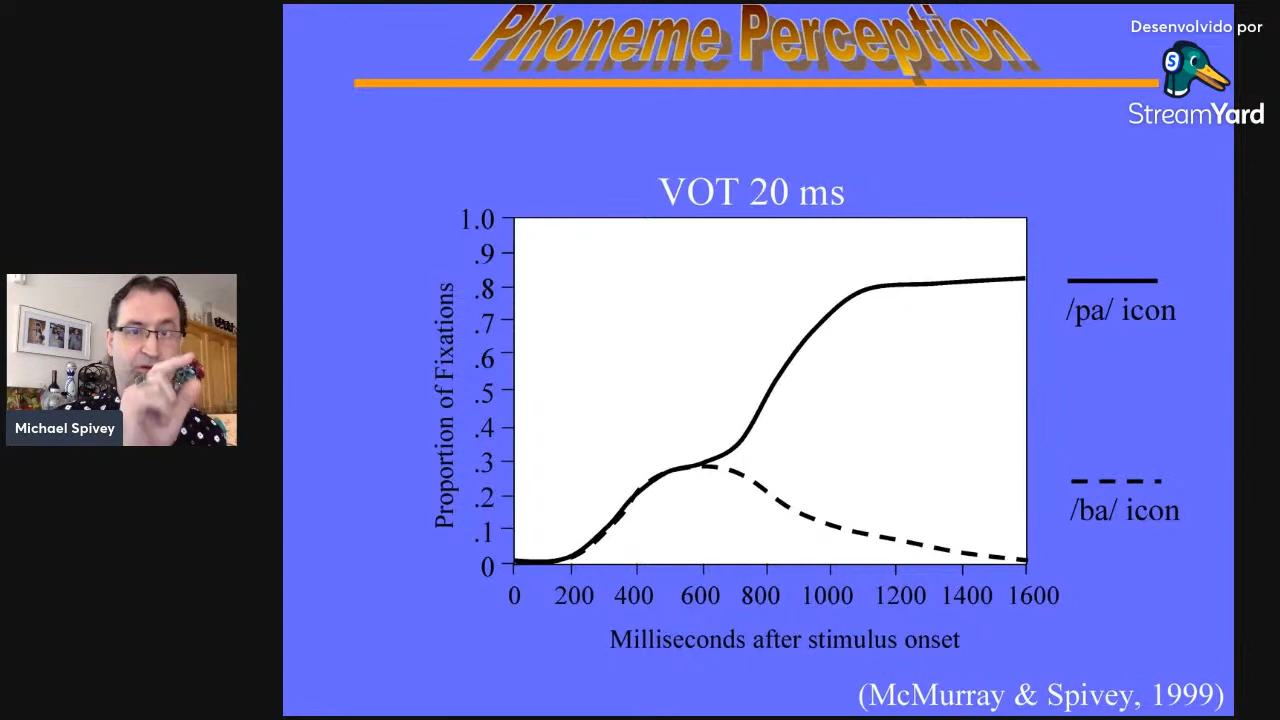 Phoneme Perception
Desenvolvido por
StreamYard
VOT 20 ms
1.0
.9
.8
.7
.6
.5
.4
.3
.2
.1
0
Proportion of Fixations
/pa/ icon
/ba/ icon
0 200 400 600 800 1000 1200 1400 1600
Milliseconds after stimulus onset
(McMurray & Spivey, 1999)
Michael Spivey